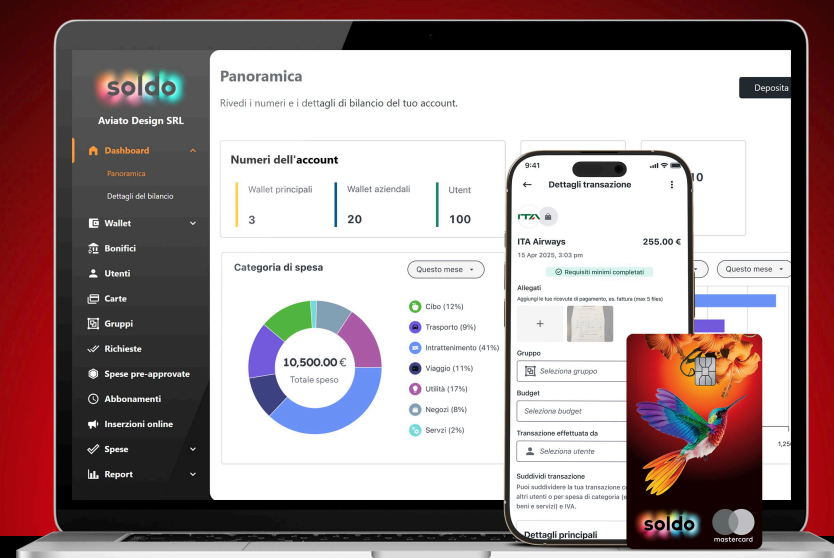 soldo
Aviato Design SRL
Dashboard
Panoramica
Dettagli del bilancio
Wallet
Bonifici
Utenti
Carte
Gruppi
Richieste
Spese pre-approvate
Abbonamenti
Inserzioni online
Spese
Report
Panoramica
Rivedi i numeri e i dettagli di bilancio del tuo account.
Deposita
Numeri dell'account
Wallet principali
3
Wallet aziendali
20
Utent
100
10
Categoria di spesa
Questo mese
10,500.00 €
Totale speso
Cibo (12%)
Trasporto (9%)
Intrattenimento (41%)
Viaggio (11%)
Utilità (17%)
Negozi (8%)
Servzi (2%)
Questo mese
1,25
9:41
Dettagli transazione
ITA
ITA Airways 255.00 €
15 Apr 2025, 3:03 pm
Requisiti minimi completati
Allegati
Aggiungi le tue ricevute di pagamento, es. fattura (max 5 files)
Gruppo
Seleziona gruppo
Budget
Seleziona budget
Transazione effettuata da
Seleziona utente
Suddividi transazione
Puoi suddividere la tua transazione
altri utenti o per spesa di categoria
beni e servizi) e IVA.
Dettagli principali
soldo
mastercard